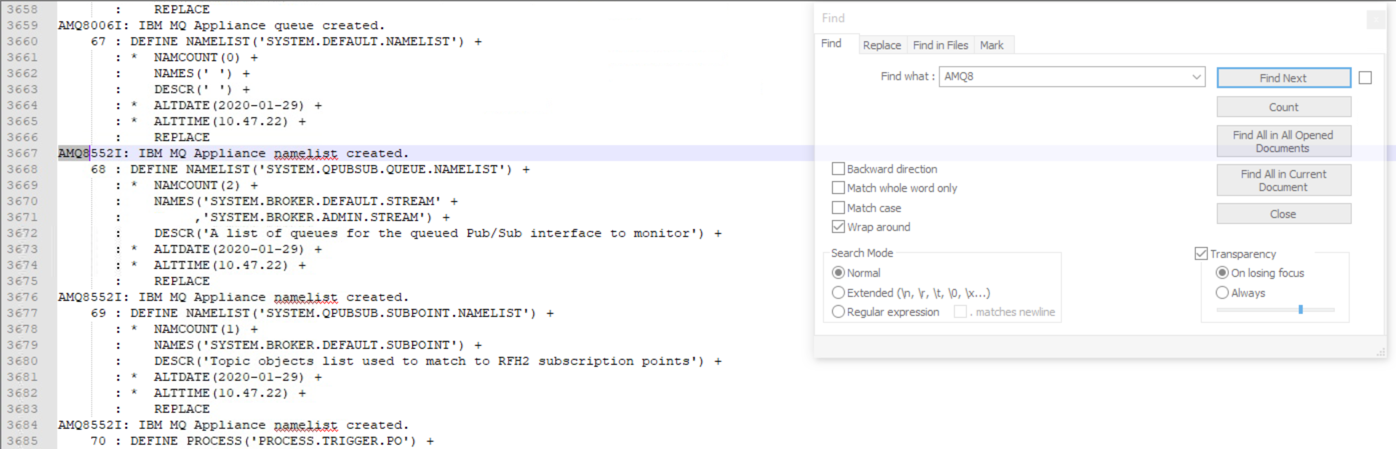 3658 : REPLACE
3659 AMQ8006I: IBM MQ Appliance queue created.
3660 67 : DEFINE NAMELIST('SYSTEM.DEFAULT.NAMELIST') +
3661 : * NAMCOUNT(0) +
3662 : NAMES(' ') +
3663 : DESCR(' ') +
3664 : * ALTDATE(2020-01-29) +
3665 : * ALTTIME(10.47.22) +
3666 : REPLACE
3667 AMQ8552I: IBM MQ Appliance namelist created.
3668 68 : DEFINE NAMELIST('SYSTEM.QPUBSUB.QUEUE.NAMELIST') +
3669 : * NAMCOUNT(2) +
3670 : NAMES('SYSTEM.BROKER.DEFAULT.STREAM' +
3671 : ,'SYSTEM.BROKER.ADMIN.STREAM') +
3672 : DESCR('A list of queues for the queued Pub/Sub interface to monitor') +
3673 : * ALTDATE(2020-01-29) +
3674 : * ALTTIME(10.47.22) +
3675 : REPLACE
3676 AMQ8552I: IBM MQ Appliance namelist created.
3677 69 : DEFINE NAMELIST('SYSTEM.QPUBSUB.SUBPOINT.NAMELIST') +
3678 : * NAMCOUNT(1) +
3679 : NAMES('SYSTEM.BROKER.DEFAULT.SUBPOINT') +
3680 : DESCR('Topic objects list used to match to RFH2 subscription points') +
3681 : * ALTDATE(2020-01-29) +
3682 : * ALTTIME(10.47.22) +
3683 : REPLACE
3684 AMQ8552I: IBM MQ Appliance namelist created.
3685 70 : DEFINE PROCESS('PROCESS.TRIGGER.PO') +
Find
Find Replace Find in Files Mark
Find what : AMQ8
Find Next
Count
Find All in All Opened
Documents
Find All in Current
Document
Close
Backward direction
Match whole word only
Match case
Wrap around
Search Mode
Normal
Extended (\n, \r, \t, \0, \x...)
Regular expression . matches newline
Transparency
On losing focus
Always